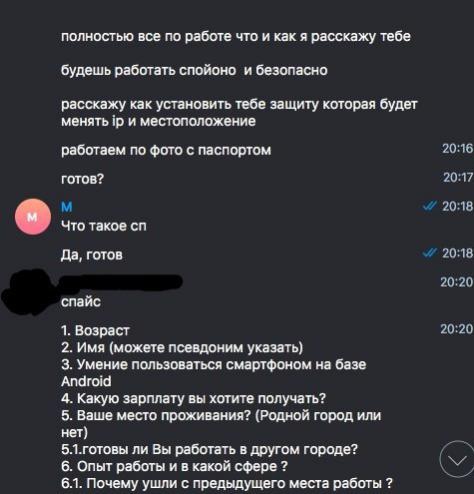 полностью все по работе что и как я расскажу тебе
будешь работать спойоно и безопасно
расскажу как установить тебе защиту которая будет
менять ip и местоположение
20:16
работаем по фото с паспортом
20:17
готов?
М
20:18
М
Что такое сп
20:18
Да, готов
20:20
спайс
20:20
1. Возраст
2. Имя (можете псевдоним указать)
3. Умение пользоваться смартфоном на базе
Android
4. Какую зарплату вы хотите получать?
5. Ваше место проживания? (Родной город или
нет)
5.1.готовы ли Вы работать в другом городе?
6. Опыт работы и в какой сфере ?
6.1. Почему ушли с предыдущего места работы ?